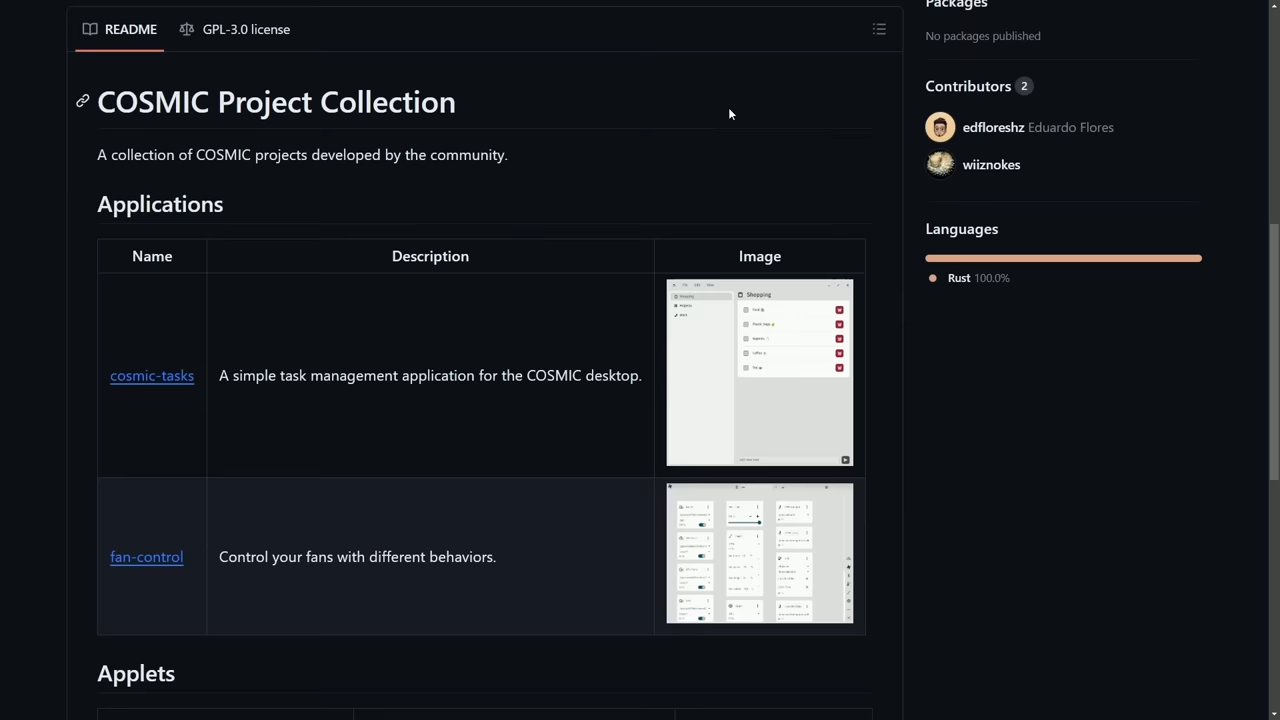 Packages
README
GPL-3.0 license
No packages published
Contributors 2
COSMIC Project Collection
edfloreshz Eduardo Flores
A collection of COSMIC projects developed by the community.
wiiznokes
Applications
Languages
Name Description Image
Rust 100.0%
Shopping
cosmic-tasks A simple task management application for the COSMIC desktop.
fan-control Control your fans with different behaviors.
Applets